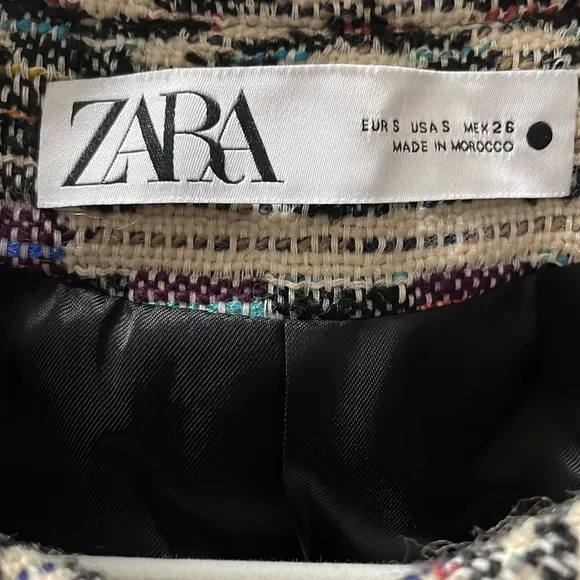 ZARA
EUR S USA S MEX 26
MADE IN MOROCCO